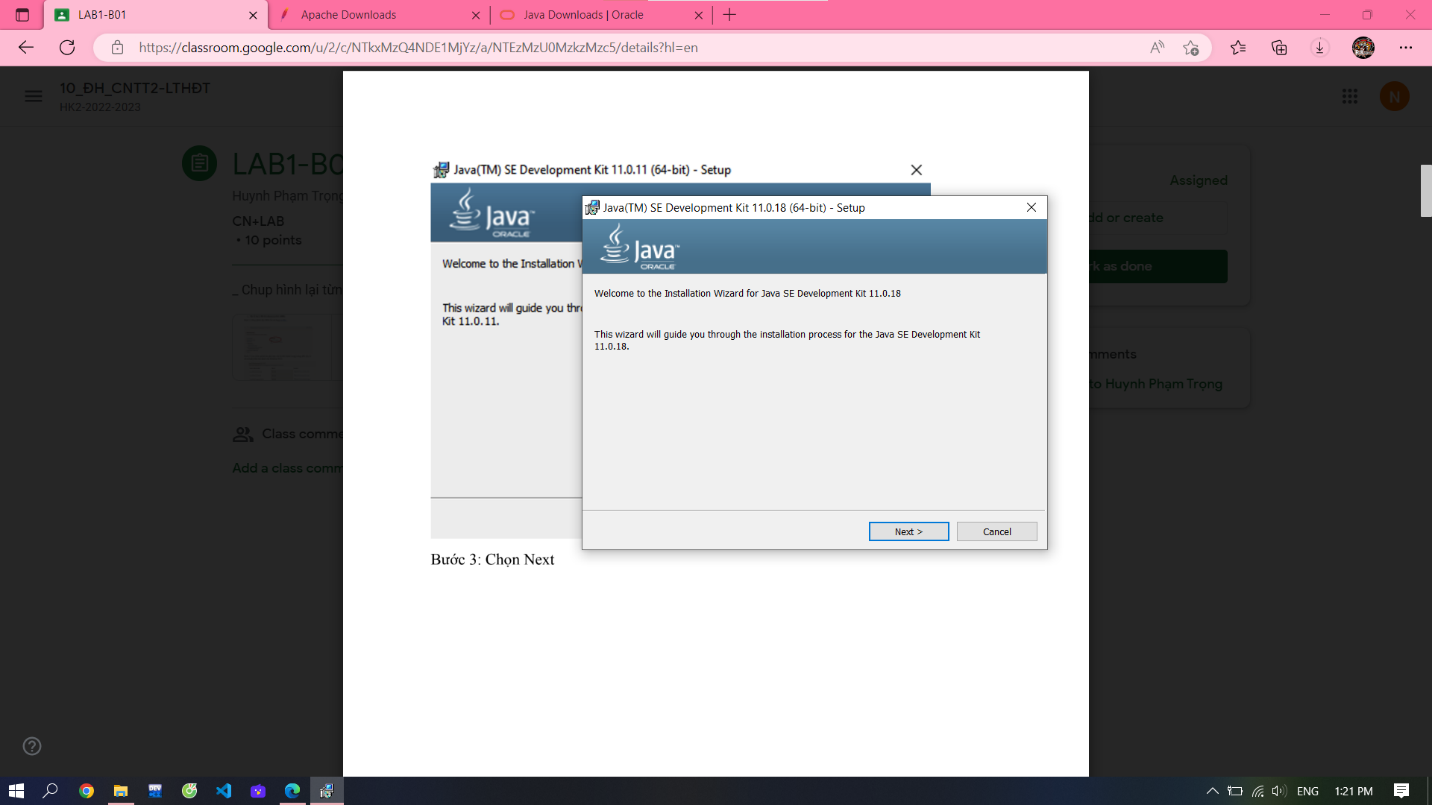 LAB1-B01
Apache Downloads
Java Downloads | Oracle
https://classroom.google.com/u/2/c/NTkxMzQ4NDE1MjYz/a/NTEzMzU0MzkzMzc5/details?hl=en
10_ĐH_CNTT2-LTHĐT
HK2-2022-2023
N
LAB1-B0
Assigned
Huynh Phạm Trọng
CN+LAB
• 10 points
dd or create
rk as done
_ Chụp hình lại từn
mments
to Huynh Phạm Trọng
Class comme
Add a class comm
Java(TM) SE Development Kit 11.0.11 (64-bit) - Setup
Java
ORACLE
Welcome to the Installation W
This wizard will guide you thro
Kit 11.0.11.
Java(TM) SE Development Kit 11.0.18 (64-bit) - Setup
Java
ORACLE
Welcome to the Installation Wizard for Java SE Development Kit 11.0.18
This wizard will guide you through the installation process for the Java SE Development Kit
11.0.18.
Next >
Cancel
Bước 3: Chọn Next
ENG
1:21 PM